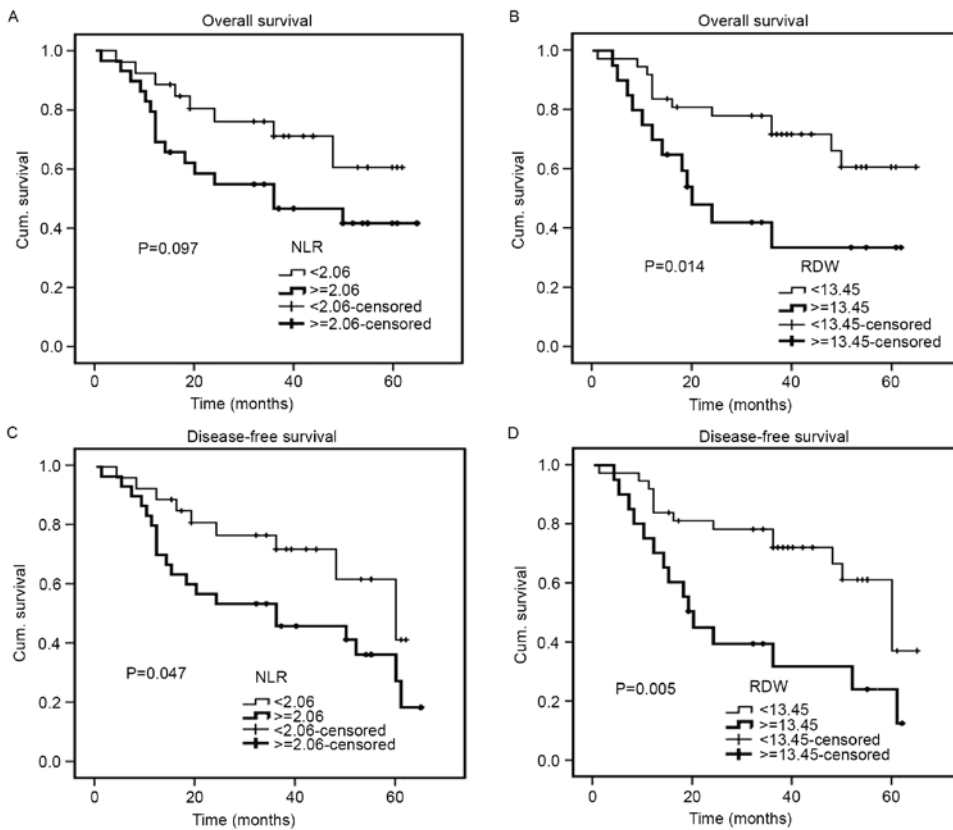 A
Overall survival
1.0
0.8
0.6
0.4
0.2
0.0
Cum. survival
P=0.097
NLR
<2.06
>=2.06
<2.06-censored
>=2.06-censored
0 20 40 60
Time (months)
B
Overall survival
1.0
0.8
0.6
0.4
0.2
0.0
Cum. survival
P=0.014
RDW
<13.45
>=13.45
<13.45-censored
>=13.45-censored
0 20 40 60
Time (months)
C
Disease-free survival
1.0
0.8
0.6
0.4
0.2
Cum. survival
P=0.047
NLR
<2.06
>=2.06
<2.06-censored
>=2.06-censored
0 20 40 60
Time (months)
D
Disease-free survival
1.0
0.8
0.6
0.4
0.2
0.0
Cum. survival
P=0.005
RDW
<13.45
>=13.45
<13.45-censored
>=13.45-censored
0 20 40 60
Time (months)